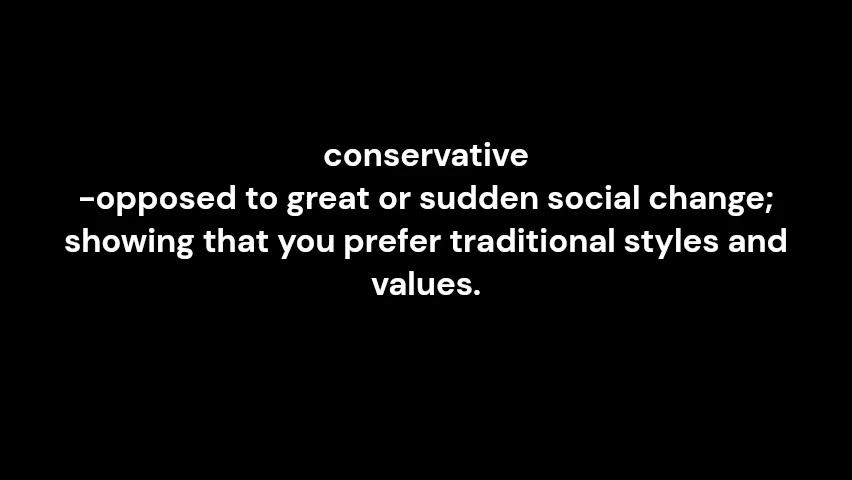 conservative
-opposed to great or sudden social change;
showing that you prefer traditional styles and
values.